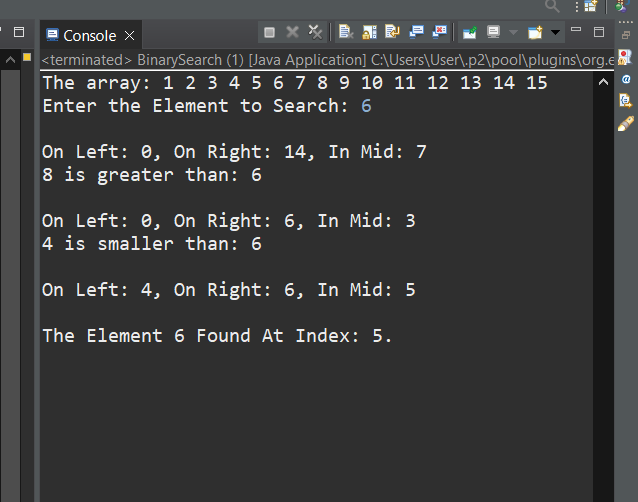 Console
<terminated> BinarySearch (1) [Java Application] C:\Users\User\.p2\pool\plugins\org.e
The array: 1 2 3 4 5 6 7 8 9 10 11 12 13 14 15
Enter the Element to Search: 6
On Left: 0, On Right: 14, In Mid: 7
8 is greater than: 6
On Left: 0, On Right: 6, In Mid: 3
4 is smaller than: 6
On Left: 4, On Right: 6, In Mid: 5
The Element 6 Found At Index: 5.